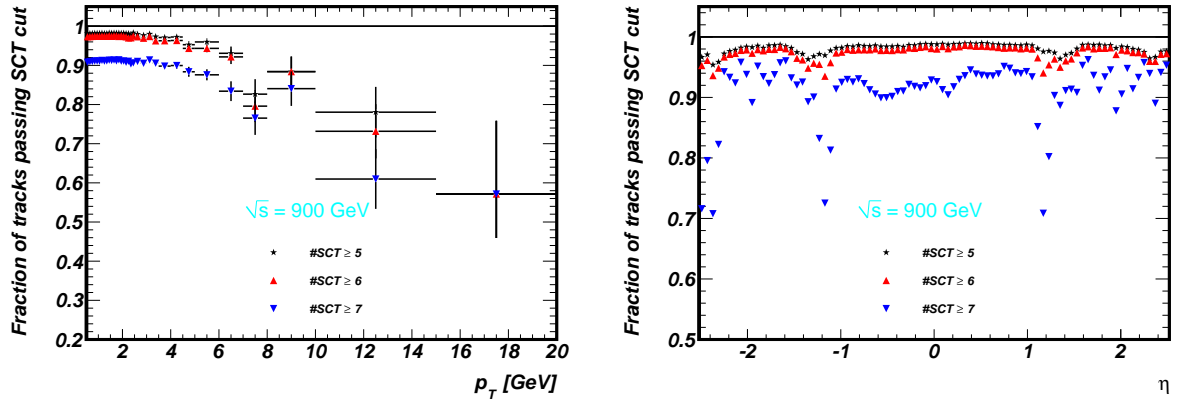 Fraction of tracks passing SCT cut
1
0.9
0.8
0.7
0.6
0.5
0.4
0.3
0.2
√s = 900 GeV
#SCT ≥ 5
#SCT ≥ 6
#SCT ≥ 7
2 4 6 8 10 12 14 16 18 20
p_T [GeV]
Fraction of tracks passing SCT cut
1
0.9
0.8
0.7
0.6
0.5
√s = 900 GeV
#SCT ≥ 5
#SCT ≥ 6
#SCT ≥ 7
-2 -1 0 1 2
η